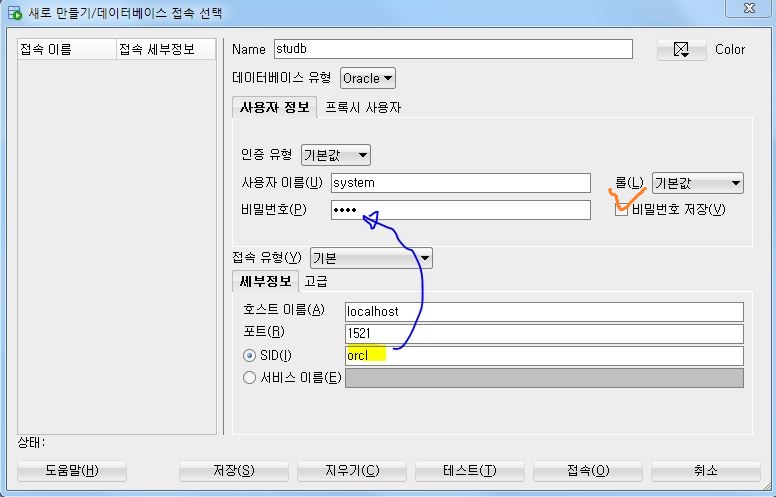 새로 만들기/데이터베이스 접속 선택
접속 이름 접속 세부정보
Name studb Color
데이터베이스 유형 Oracle
사용자 정보 프록시 사용자
인증 유형 기본값
사용자 이름(U) system 롤(L) 기본값
비밀번호(P) •••• 비밀번호 저장(V)
접속 유형(Y) 기본
세부정보 고급
호스트 이름(A) localhost
포트(R) 1521
SID(I) orcl
서비스 이름(E)
상태:
도움말(H) 저장(S) 지우기(C) 테스트(T) 접속(O) 취소